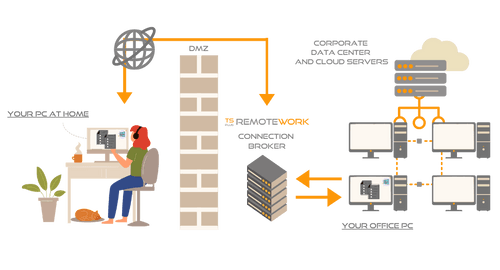 DMZ
CORPORATE
DATA CENTER
AND CLOUD SERVERS
YOUR PC AT HOME
TS REMOTEWORK
CONNECTION
BROKER
YOUR OFFICE PC